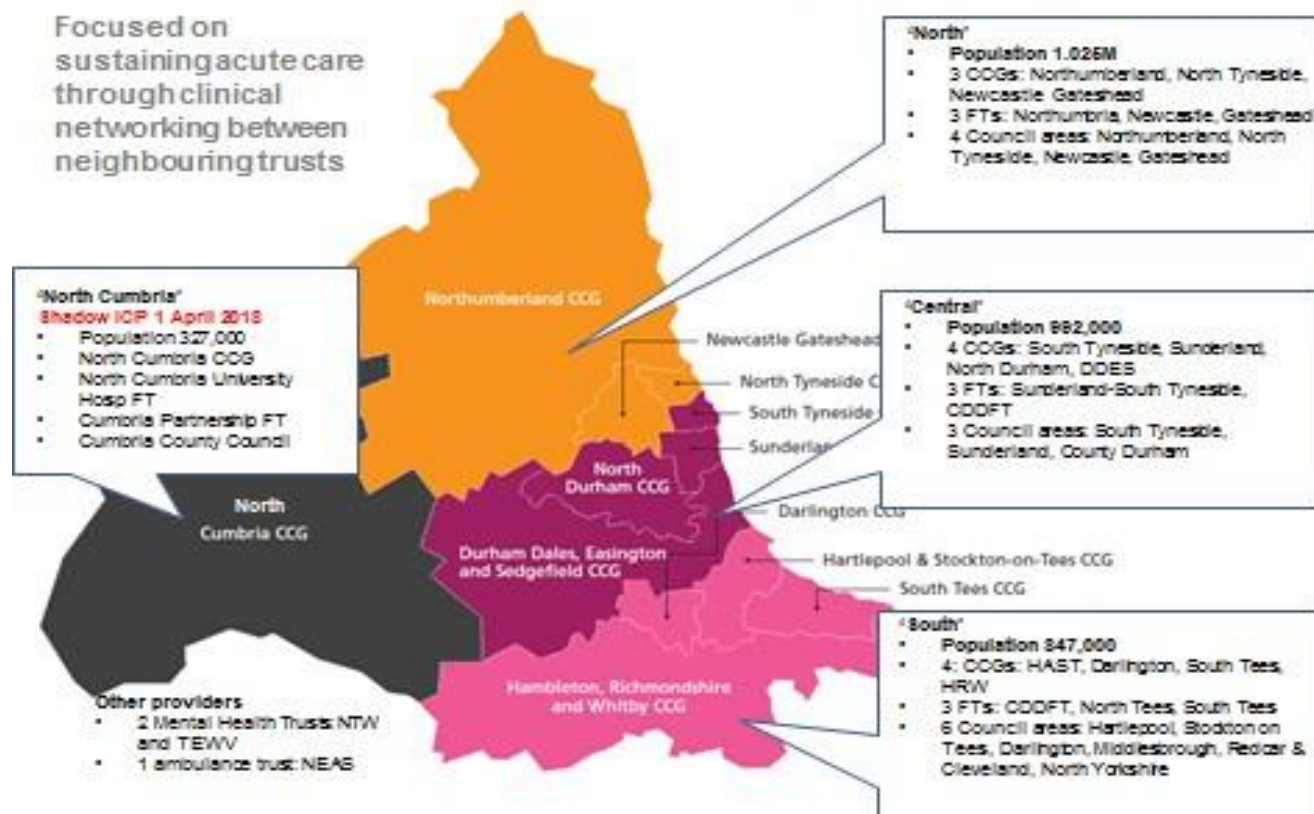 Focused on
sustaining acute care
through clinical
networking between
neighbouring trusts
'North'
• Population 1.025M
• 3 CCGs: Northumberland, North Tyneside,
Newcastle Gateshead
• 3 FTs: Northumbria, Newcastle, Gateshead
• 4 Council areas: Northumberland, North
Tyneside, Newcastle, Gateshead
'North Cumbria'
Shadow ICP 1 April 2018
• Population 327,000
• North Cumbria CCG
• North Cumbria University
Hosp FT
• Cumbria Partnership FT
• Cumbria County Council
Northumberland CCG
Newcastle Gateshead
North Tyneside C
South Tyneside
Sunderlan
North
Durham CCG
Darlington CCG
'Central'
• Population 992,000
• 4 CCGs: South Tyneside, Sunderland,
North Durham, DDES
• 3 FTs: Sunderland-South Tyneside,
CDDFT
• 3 Council areas: South Tyneside,
Sunderland, County Durham
North
Cumbria CCG
Durham Dales, Easington
and Sedgefield CCG
Hartlepool & Stockton-on-Tees CCG
South Tees CCG
Hambleton, Richmondshire
and Whitby CCG
'South'
• Population 847,000
• 4: CCGs: HAST, Darlington, South Tees,
HRW
• 3 FTs: CDDFT, North Tees, South Tees
• 6 Council areas: Hartlepool, Stockton on
Tees, Darlington, Middlesbrough, Redcar &
Cleveland, North Yorkshire
Other providers
• 2 Mental Health Trusts: NTW
and TEWV
• 1 ambulance trust: NEAS